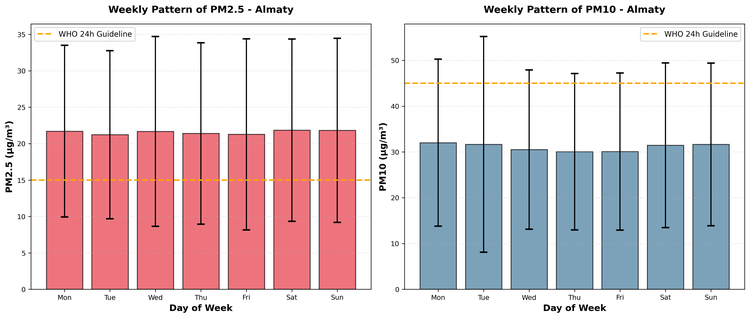 Weekly Pattern of PM2.5 - Almaty
WHO 24h Guideline
PM2.5 (µg/m³)
35
30
25
20
15
10
5
0
Mon Tue Wed Thu Fri Sat Sun
Day of Week
Weekly Pattern of PM10 - Almaty
WHO 24h Guideline
PM10 (µg/m³)
50
40
30
20
10
0
Mon Tue Wed Thu Fri Sat Sun
Day of Week